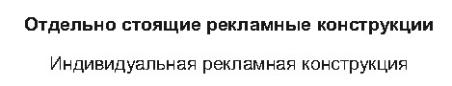 Отдельно стоящие рекламные конструкции
Индивидуальная рекламная конструкция